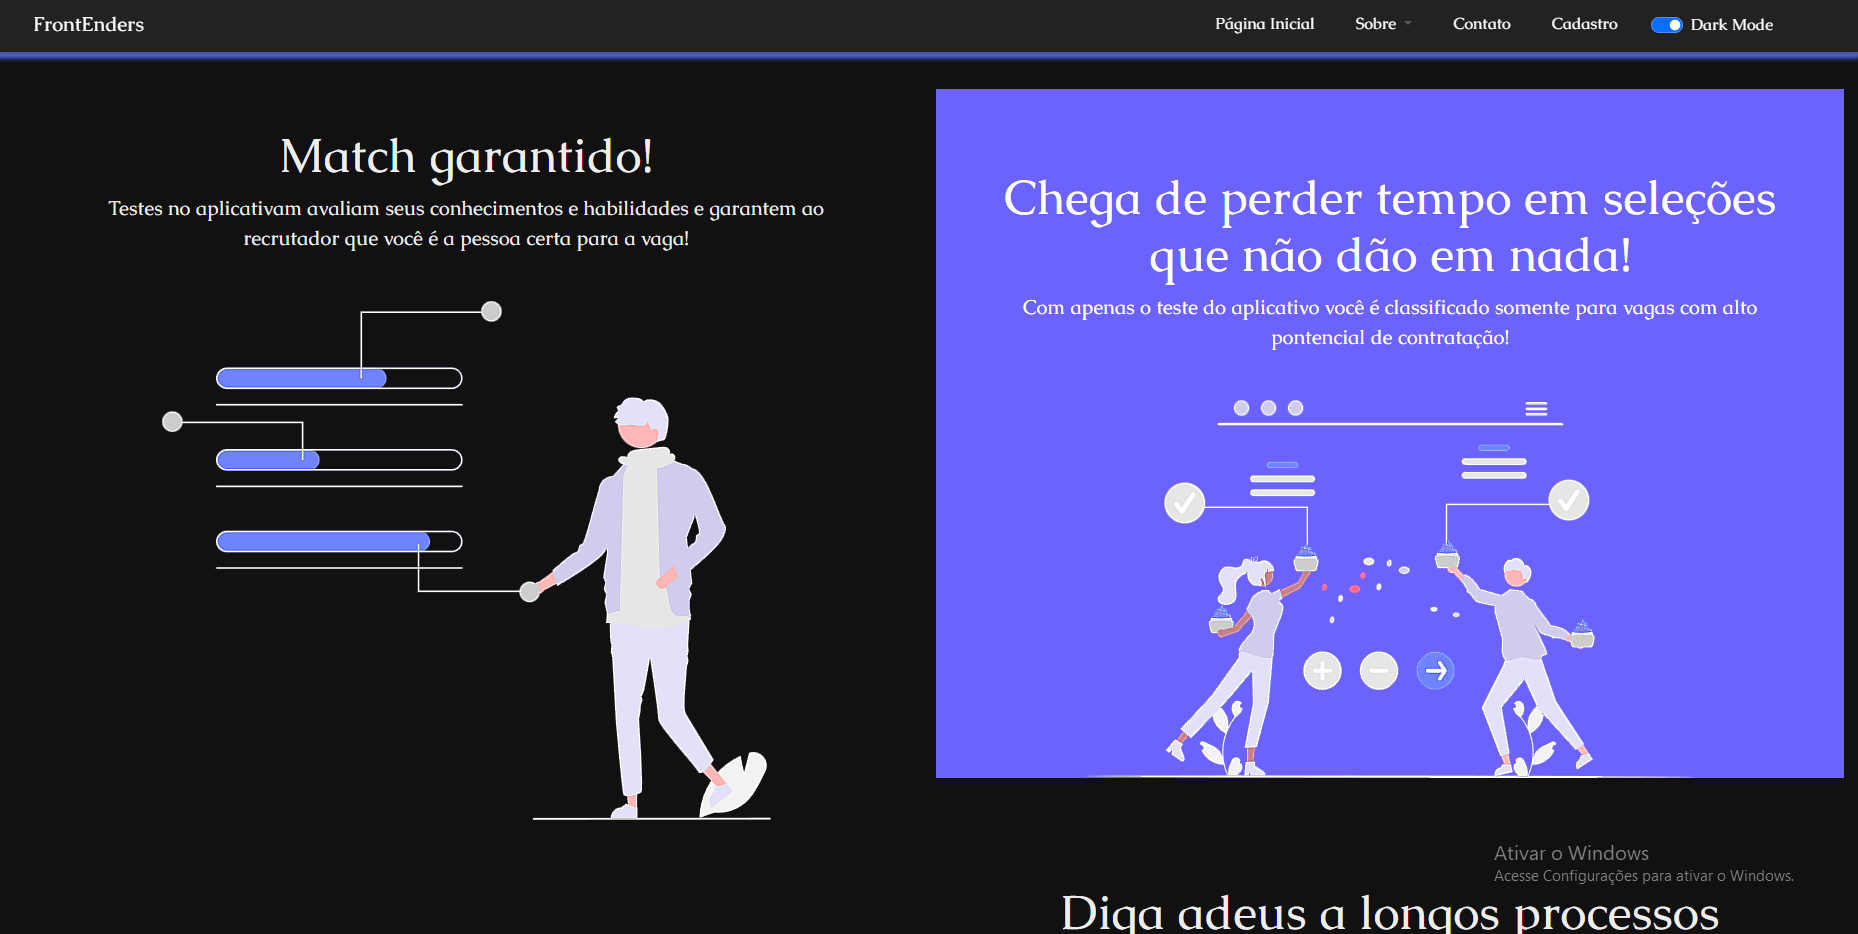 FrontEnders
Página Inicial
Sobre
Contato
Cadastro
Dark Mode
Match garantido!
Testes no aplicativam avaliam seus conhecimentos e habilidades e garantem ao
recrutador que você é a pessoa certa para a vaga!
Chega de perder tempo em seleções
que não dão em nada!
Com apenas o teste do aplicativo você é classificado somente para vagas com alto
pontencial de contratação!
Ativar o Windows
Acesse Configurações para ativar o Windows.
Diga adeus a longos processos